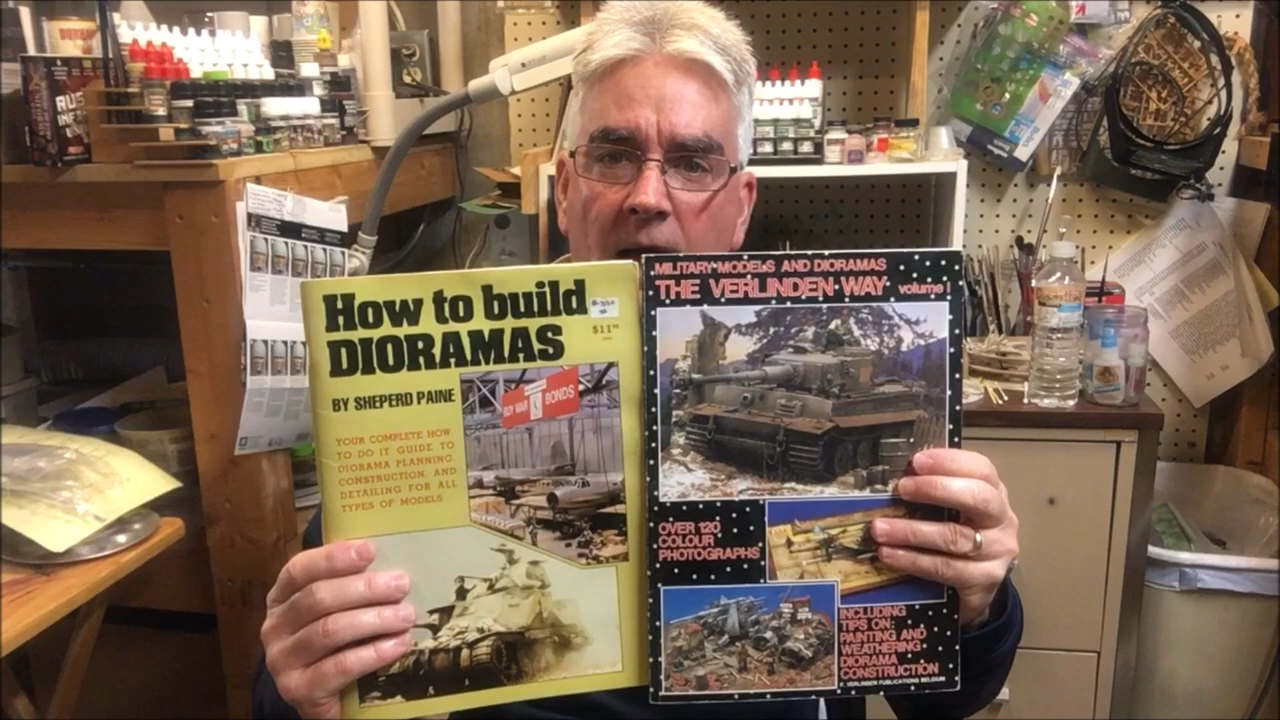 How to build
DIORAMAS
$11.95
BY SHEPERD PAINE
YOUR COMPLETE HOW-
TO DO IT GUIDE TO
DIORAMA PLANNING,
CONSTRUCTION, AND
DETAILING FOR ALL
TYPES OF MODELS
BUY WAR BONDS
MILITARY MODELS AND DIORAMAS
THE VERLINDEN WAY volume I
OVER 120
COLOUR
PHOTOGRAPHS
INCLUDING
TIPS ON:
PAINTING AND
WEATHERING
DIORAMA
CONSTRUCTION
F. VERLINDEN PUBLICATIONS BELGIUM